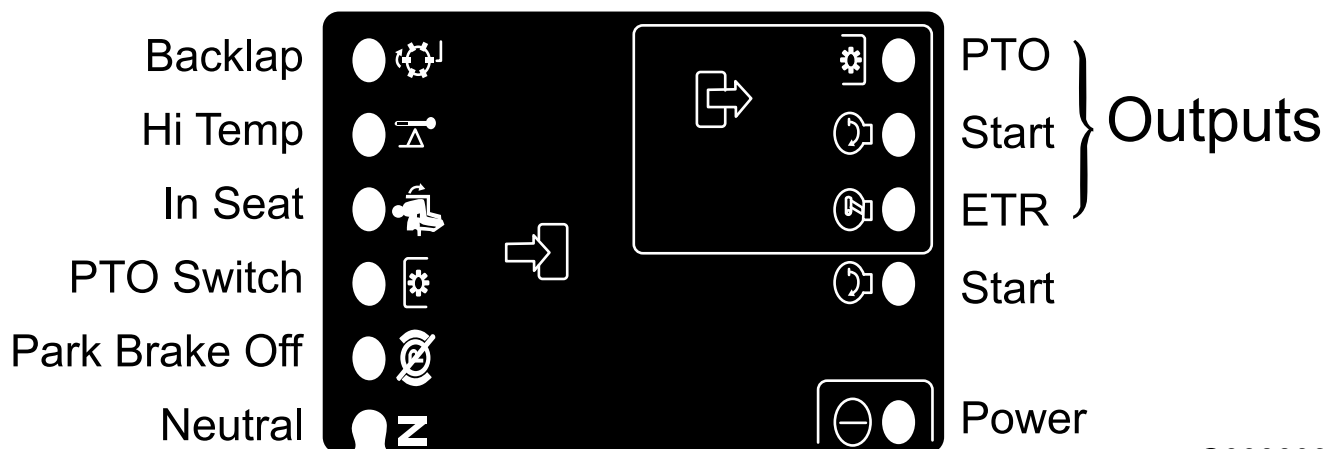 Backlap
Hi Temp
In Seat
PTO Switch
Park Brake Off
Neutral
N
PTO
Start
ETR
Outputs
Start
Power